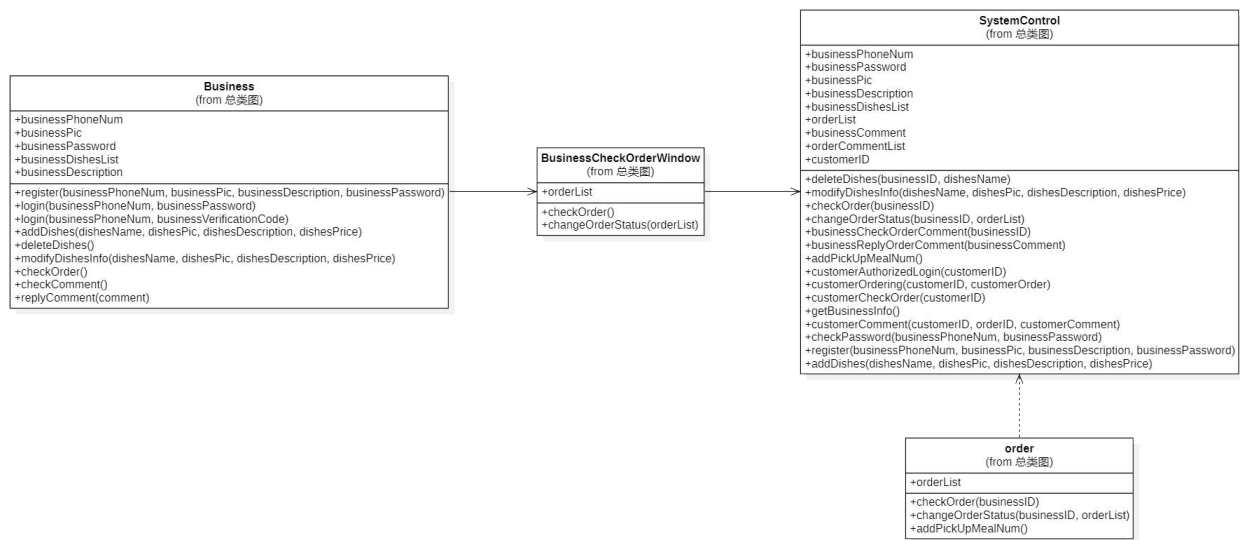 Business
(from 总类图)
+businessPhoneNum
+businessPic
+businessPassword
+businessDishesList
+businessDescription
+register(businessPhoneNum, businessPic, businessDescription, businessPassword)
+login(businessPhoneNum, businessPassword)
+login(businessPhoneNum, businessVerificationCode)
+addDishes(dishesName, dishesPic, dishesDescription, dishesPrice)
+deleteDishes()
+modifyDishesInfo(dishesName, dishesPic, dishesDescription, dishesPrice)
+checkOrder()
+checkComment()
+replyComment(comment)
BusinessCheckOrderWindow
(from 总类图)
+orderList
+checkOrder()
+changeOrderStatus(orderList)
SystemControl
(from 总类图)
+businessPhoneNum
+businessPassword
+businessPic
+businessDescription
+businessDishesList
+orderList
+businessComment
+orderCommentList
+customerID
+deleteDishes(businessID, dishesName)
+modifyDishesInfo(dishesName, dishesPic, dishesDescription, dishesPrice)
+checkOrder(businessID)
+changeOrderStatus(businessID, orderList)
+businessCheckOrderComment(businessID)
+businessReplyOrderComment(businessComment)
+addPickUpMealNum()
+customerAuthorizedLogin(customerID)
+customerOrdering(customerID, customerOrder)
+customerCheckOrder(customerID)
+getBusinessInfo()
+customerComment(customerID, orderID, customerComment)
+checkPassword(businessPhoneNum, businessPassword)
+register(businessPhoneNum, businessPic, businessDescription, businessPassword)
+addDishes(dishesName, dishesPic, dishesDescription, dishesPrice)
order
(from 总类图)
+orderList
+checkOrder(businessID)
+changeOrderStatus(businessID, orderList)
+addPickUpMealNum()